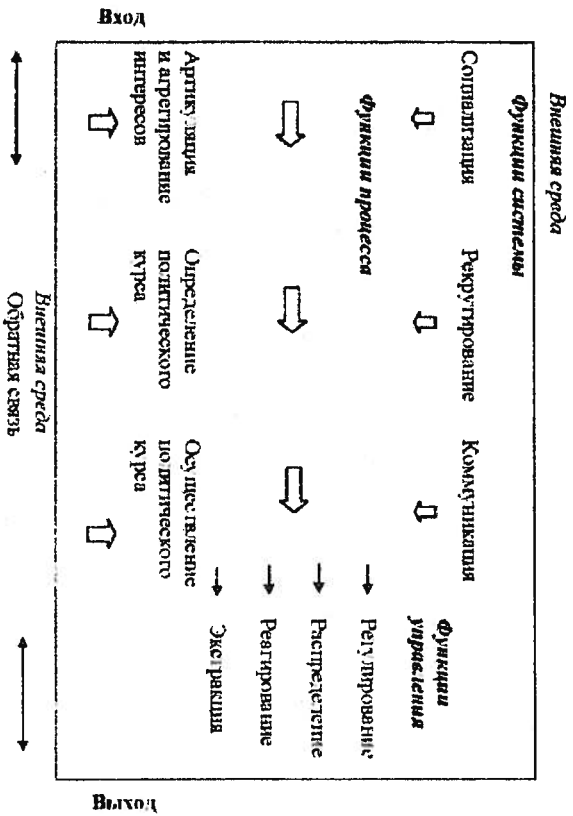 Внешняя среда
Функции системы
Социализация
Рекрутирование
Коммуникация
Функции
управления
Функции процесса
Регулирование
Распределение
Реагирование
Экстракция
Артикуляция
и агрегирование
интересов
Определение
политического
курса
Осуществление
политического
курса
Вход
Выход
Внешняя среда
Обратная связь